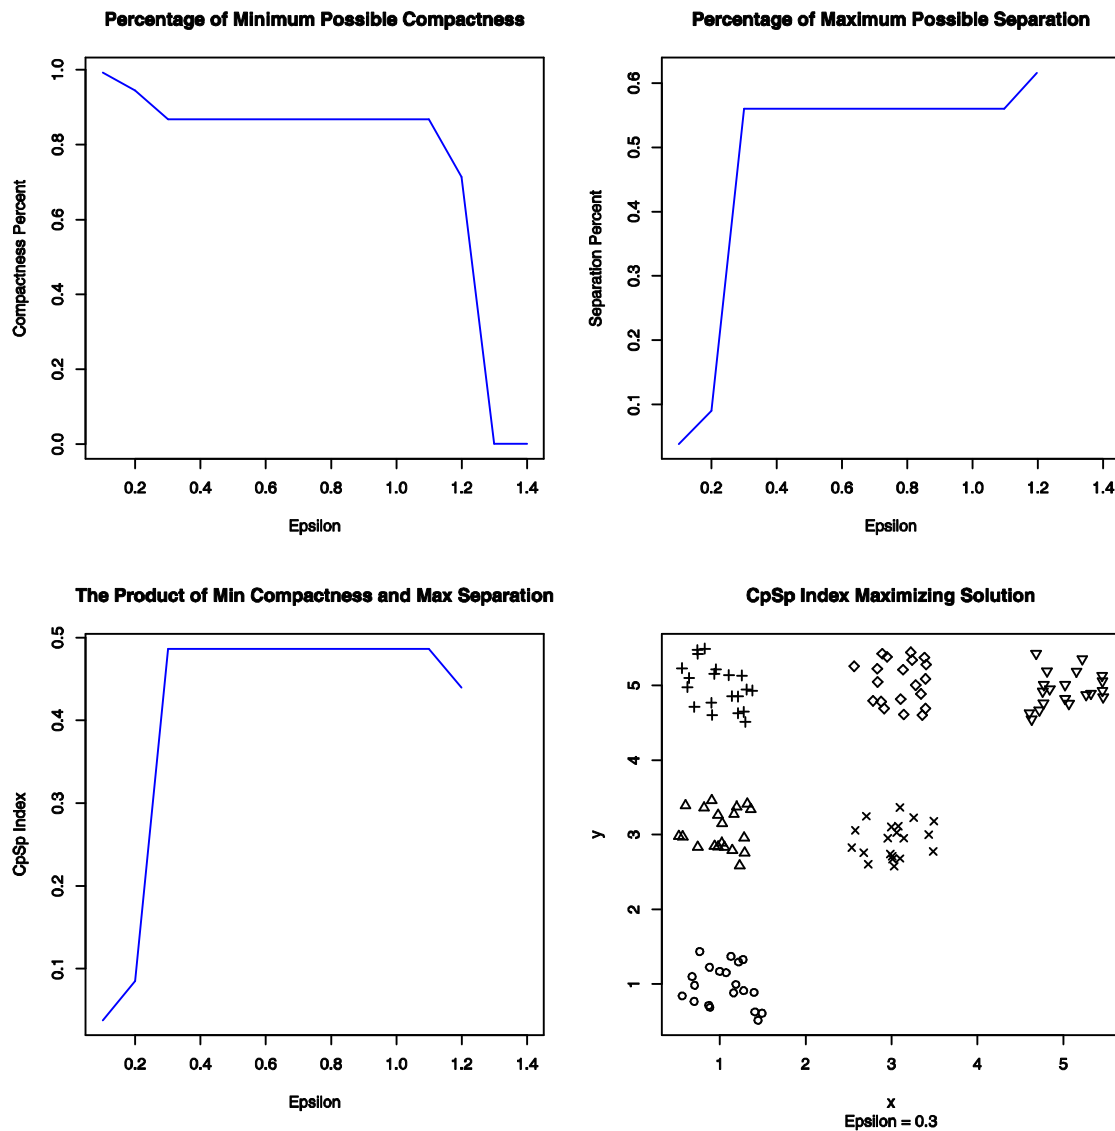 Percentage of Minimum Possible Compactness
Compactness Percent
1.0
0.8
0.6
0.4
0.2
0.0
0.2 0.4 0.6 0.8 1.0 1.2 1.4
Epsilon
Percentage of Maximum Possible Separation
Separation Percent
0.6
0.5
0.4
0.3
0.2
0.1
0.2 0.4 0.6 0.8 1.0 1.2 1.4
Epsilon
The Product of Min Compactness and Max Separation
CpSp Index
0.5
0.4
0.3
0.2
0.1
0.2 0.4 0.6 0.8 1.0 1.2 1.4
Epsilon
CpSp Index Maximizing Solution
y
5
4
3
2
1
1 2 3 4 5
x
Epsilon = 0.3